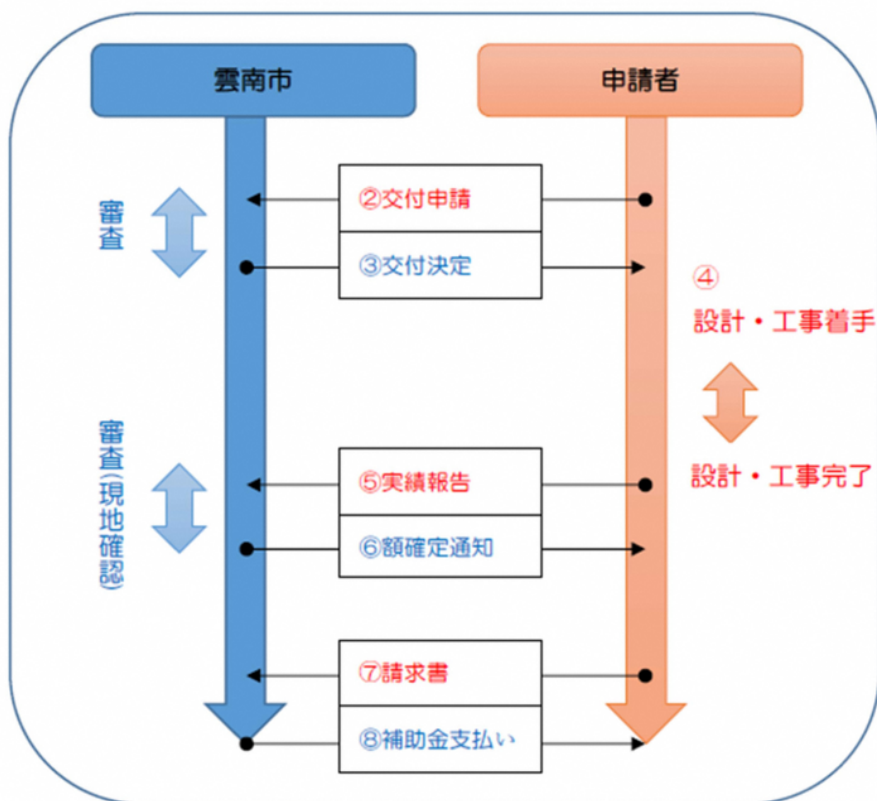 雲南市
申請者
②交付申請
審査
③交付決定
④
設計・工事着手
審査(現地確認)
⑤実績報告
設計・工事完了
⑥額確定通知
⑦請求書
⑧補助金支払い